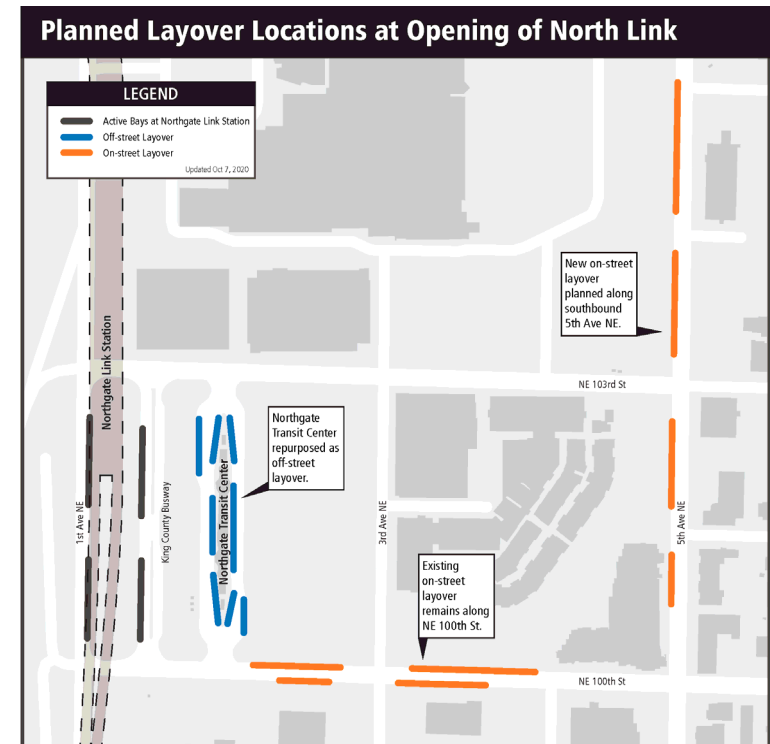 Planned Layover Locations at Opening of North Link
LEGEND
Active Bays at Northgate Link Station
Off-street Layover
On-street Layover
Updated Oct 7, 2020
New on-street
layover
planned along
southbound
5th Ave NE.
Northgate Link Station
NE 103rd St
Northgate
Transit Center
repurposed as
off-street
layover.
1st Ave NE
King County Busway
Northgate Transit Center
3rd Ave NE
5th Ave NE
Existing
on-street
layover
remains along
NE 100th St.
NE 100th St